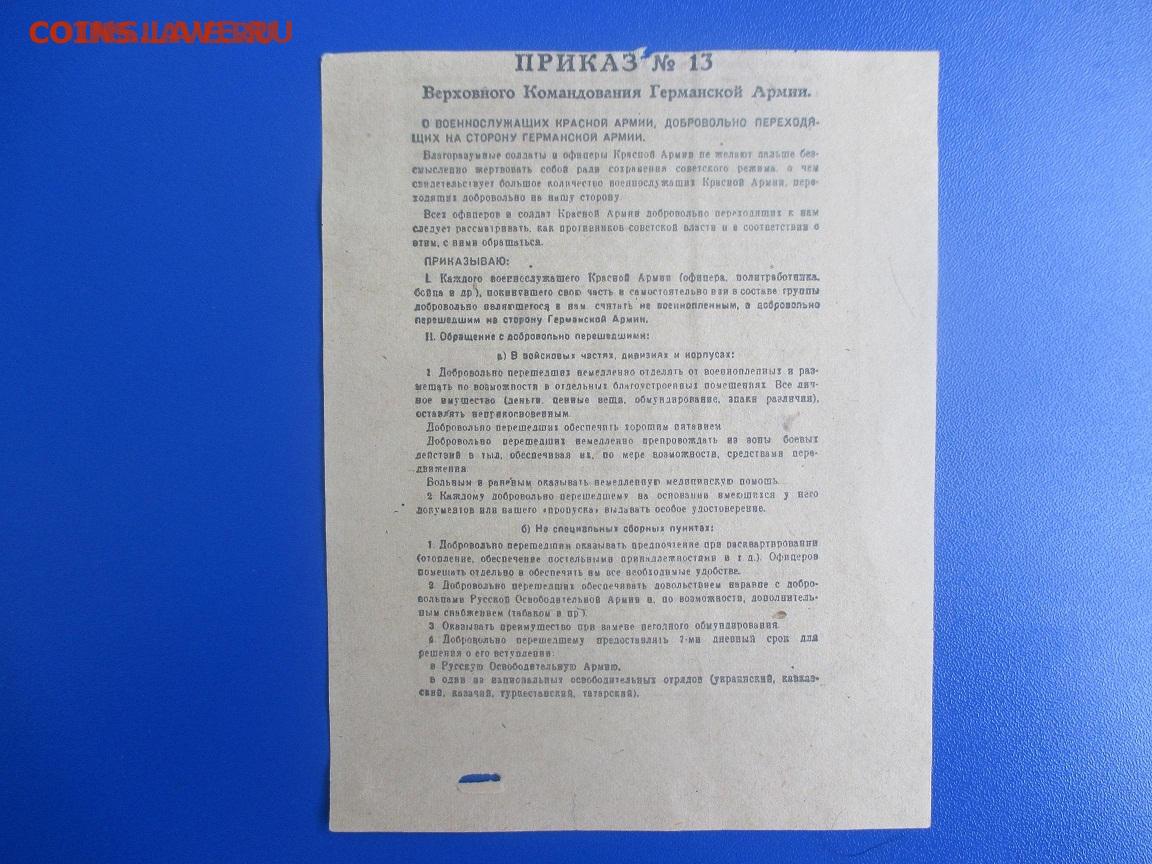 ПРИКАЗ № 13
Верховного Командования Германской Армии.
О ВОЕННОСЛУЖАЩИХ КРАСНОЙ АРМИИ, ДОБРОВОЛЬНО ПЕРЕХОДЯ-
ЩИХ НА СТОРОНУ ГЕРМАНСКОЙ АРМИИ.
Благоразумные солдаты и офицеры Красной Армии не желают дальше без-
смысленно жертвовать собой ради сохранения советского режима, о чем
свидетельствует большое количество военнослужащих Красной Армии, пере-
ходящих добровольно на нашу сторону.
Всех офицеров и солдат Красной Армии добровольно переходящих к нам
следует рассматривать, как противников советской власти и в соответствии с
этим, с ними обращаться.
ПРИКАЗЫВАЮ:
I. Каждого военнослужащего Красной Армии (офицера, политработника,
бойца и др.), покинувшего свою часть и самостоятельно или в составе группы
добровольно являющегося к нам считать не военнопленным, а добровольно
перешедшим на сторону Германской Армии.
II. Обращение с добровольно перешедшими:
а) В войсковых частях, дивизиях и корпусах:
1. Добровольно перешедших немедленно отделять от военнопленных и раз-
мещать по возможности в отдельных благоустроенных помещениях. Все лич-
ное имущество (деньги, ценные вещи, обмундирование, знаки различия),
оставлять неприкосвовенным.
Добровольно перешедших обеспечить хорошим питанием.
Добровольно перешедших немедленно препровождать из зоны боевых
действий в тыл, обеспечивая их, по мере возможности, средствами пере-
движения.
Больным и раненым оказывать немедленную медицинскую помощь.
2. Каждому добровольно перешедшему на основании имеющихся у него
документов или нашего «пропуска» выдавать особое удостоверение.
б) На специальных сборных пунктах:
1. Добровольно перешедшим оказывать предпочтение при расквартировании
(отопление, обеспечение постельными принадлежностями и т. д.). Офицеров
помещать отдельно и обеспечить им все необходимые удобства.
2. Добровольно перешедших обеспечивать довольствием наравне с добро-
вольцами Русской Освободительной Армии и, по возможности, дополнитель-
ным снабжением (табаком и пр.).
3. Оказывать преимущество при замене негодного обмундирования.
4. Добровольно перешедшему предоставлять 7-ми дневный срок для
решения о его вступлении:
в Русскую Освободительную Армию,
в один из национальных освободительных отрядов (украинский, кавказ-
ский, казачий, туркестанский, татарский).